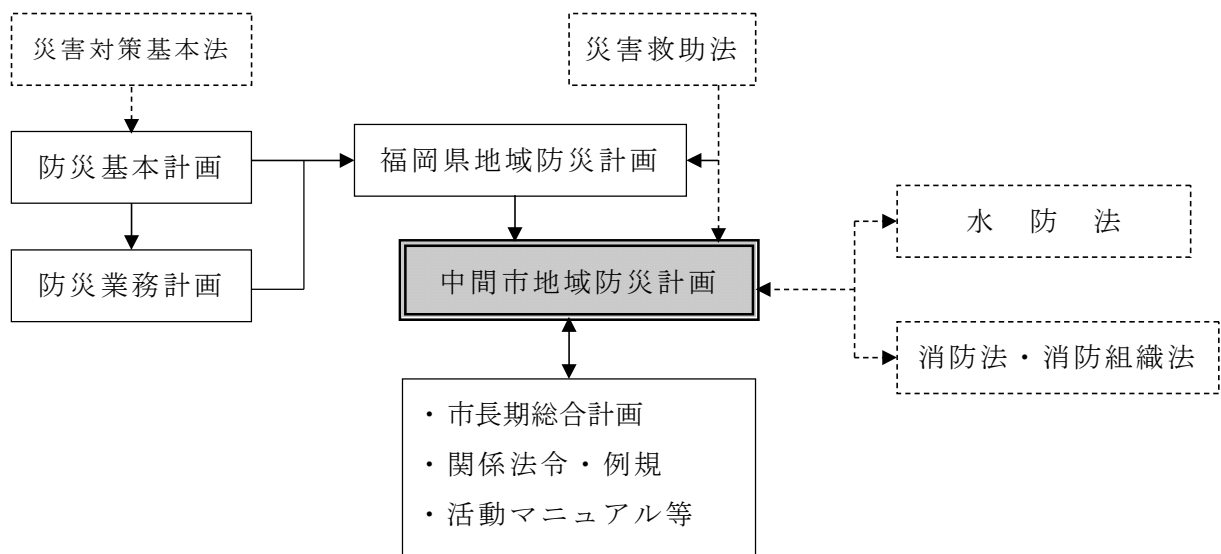 災害対策基本法
災害救助法
防災基本計画
福岡県地域防災計画
水 防 法
防災業務計画
中間市地域防災計画
消防法・消防組織法
・市長期総合計画
・関係法令・例規
・活動マニュアル等